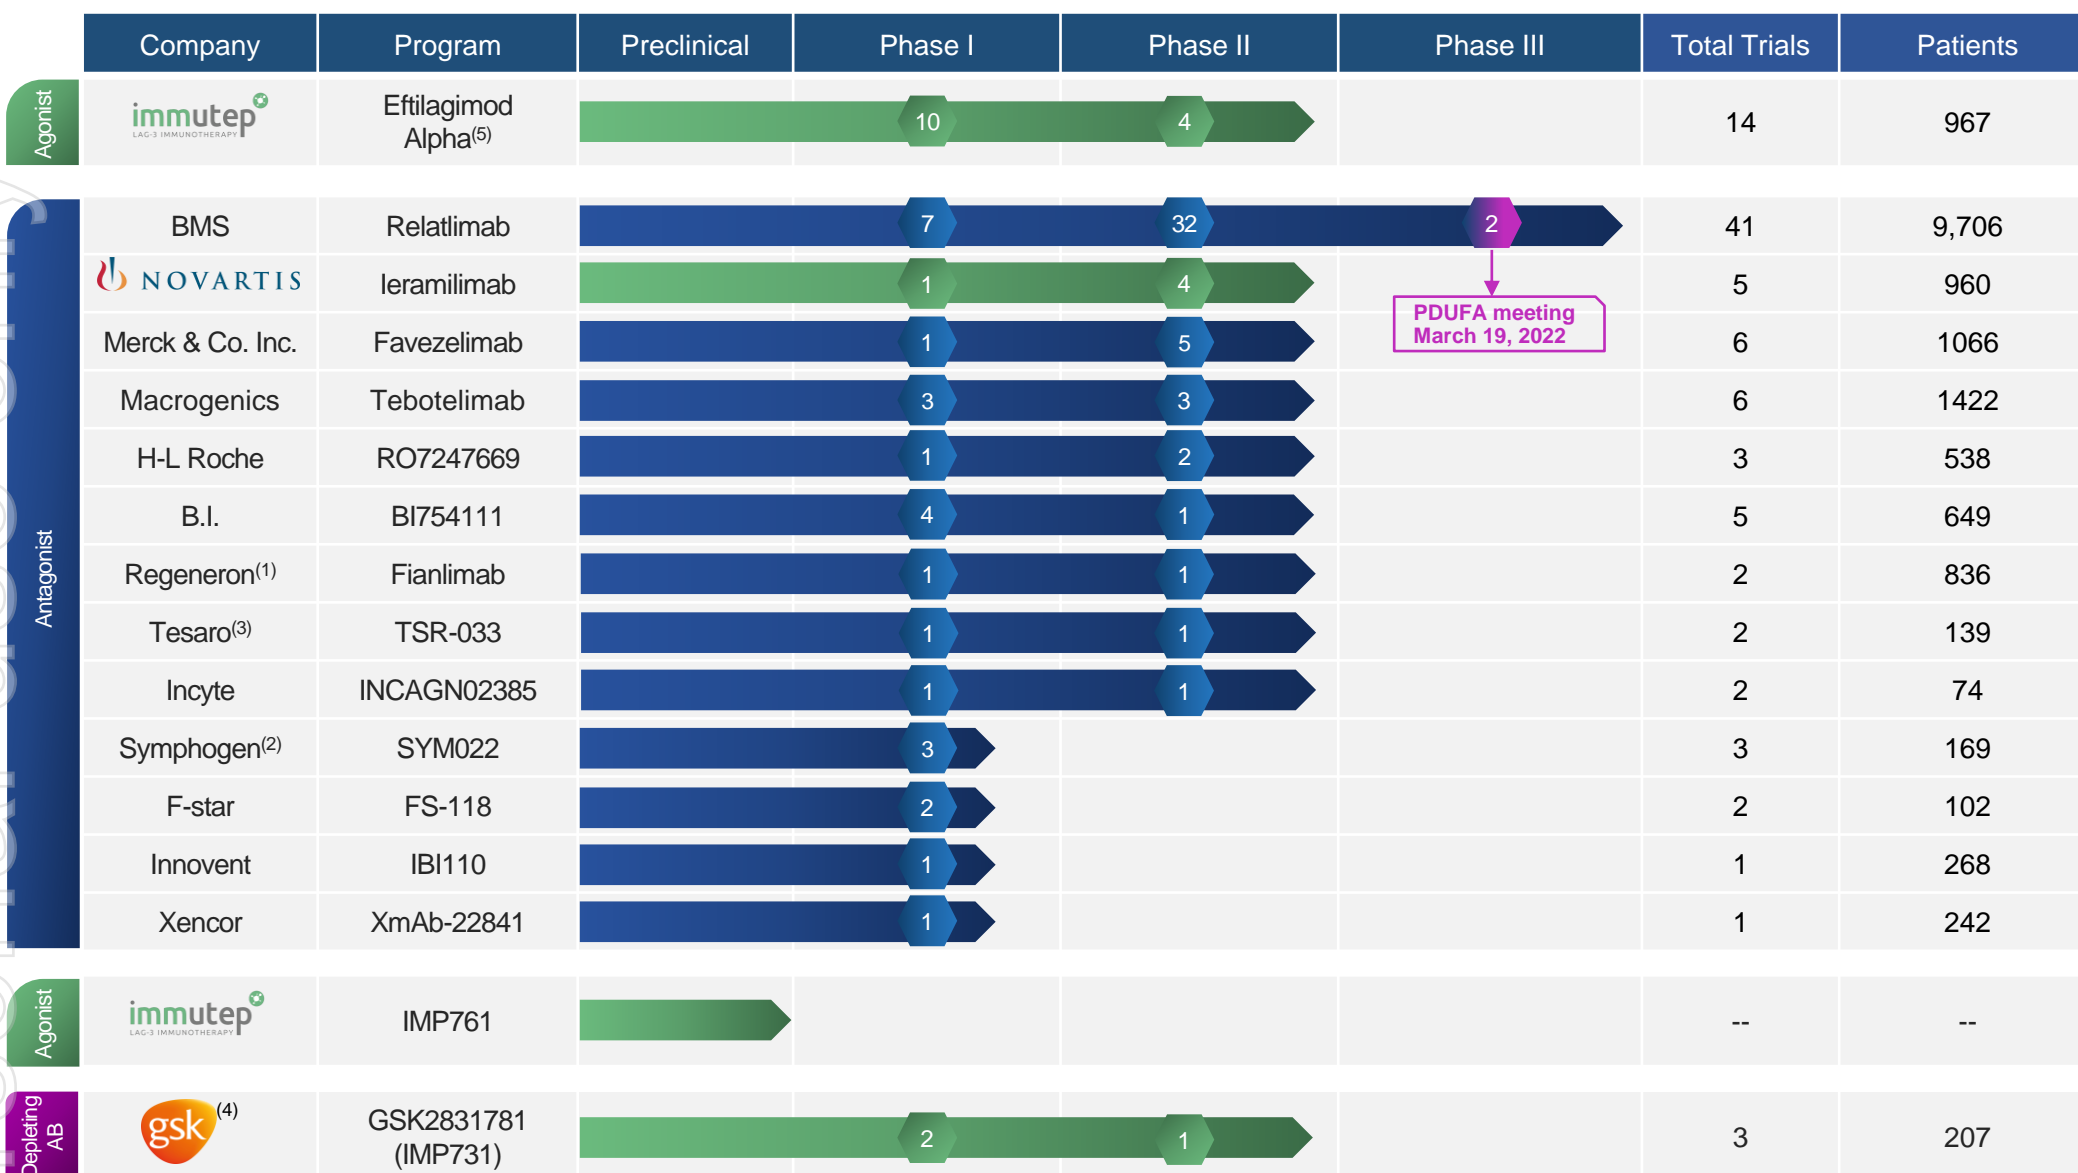 Company Program Preclinical Phase I Phase II Phase III Total Trials Patients
Agonist
immutep
LAG-3 IMMUNOTHERAPY
Eftilagimod
Alpha(5)
10 4 14 967
Antagonist
BMS Relatlimab 7 32 2 41 9,706
NOVARTIS Ieramilimab 1 4 5 960
PDUFA meeting
March 19, 2022
Merck & Co. Inc. Favezelimab 1 5 6 1066
Macrogenics Tebotelimab 3 3 6 1422
H-L Roche RO7247669 1 2 3 538
B.I. BI754111 4 1 5 649
Regeneron(1) Fianlimab 1 1 2 836
Tesaro(3) TSR-033 1 1 2 139
Incyte INCAGN02385 1 1 2 74
Symphogen(2) SYM022 3 3 169
F-star FS-118 2 2 102
Innovent IBI110 1 1 268
Xencor XmAb-22841 1 1 242
Agonist
immutep
LAG-3 IMMUNOTHERAPY
IMP761 -- --
Depleting
AB
gsk (4)
GSK2831781
(IMP731)
2 1 3 207